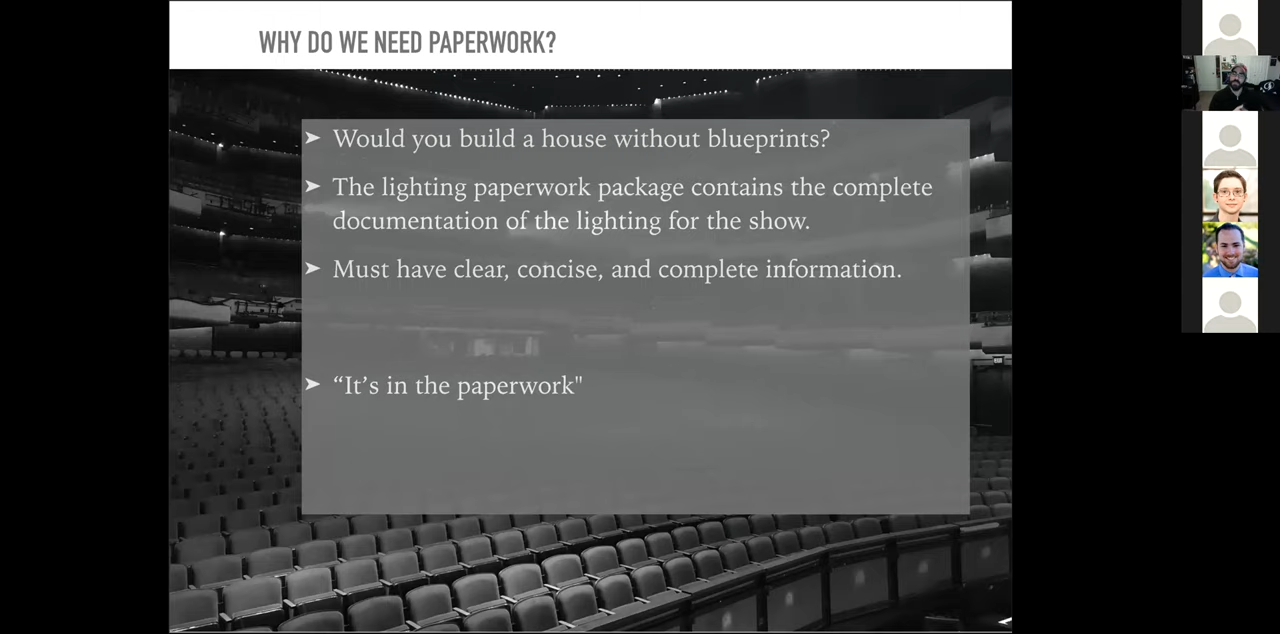 WHY DO WE NEED PAPERWORK?
➤ Would you build a house without blueprints?
➤ The lighting paperwork package contains the complete
documentation of the lighting for the show.
➤ Must have clear, concise, and complete information.
➤ “It’s in the paperwork"